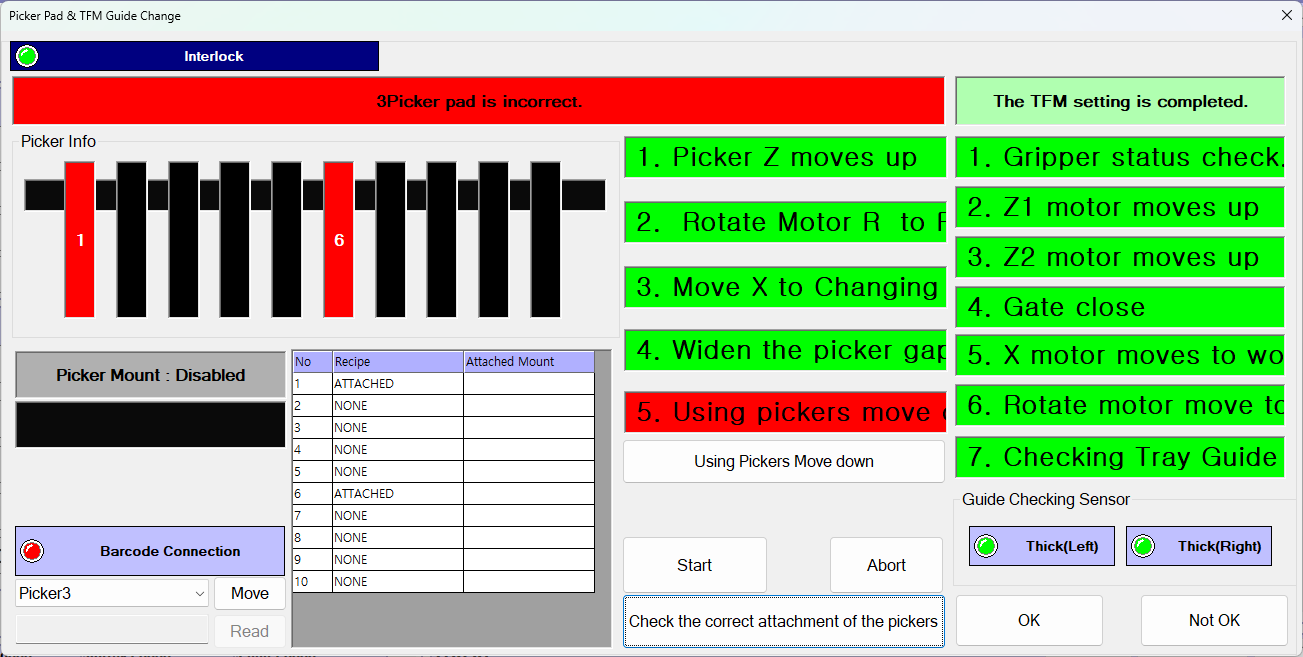 Picker Pad & TFM Guide Change
Interlock
3Picker pad is incorrect.
The TFM setting is completed.
Picker Info
1
6
1. Picker Z moves up
2. Rotate Motor R to
3. Move X to Changing
4. Widen the picker gap
5. Using pickers move
Using Pickers Move down
1. Gripper status check.
2. Z1 motor moves up
3. Z2 motor moves up
4. Gate close
5. X motor moves to wo
6. Rotate motor move to
7. Checking Tray Guide
Picker Mount : Disabled
No Recipe Attached Mount
1 ATTACHED
2 NONE
3 NONE
4 NONE
5 NONE
6 ATTACHED
7 NONE
8 NONE
9 NONE
10 NONE
Barcode Connection
Picker3
Move
Read
Start
Abort
Check the correct attachment of the pickers
Guide Checking Sensor
Thick(Left)
Thick(Right)
OK
Not OK